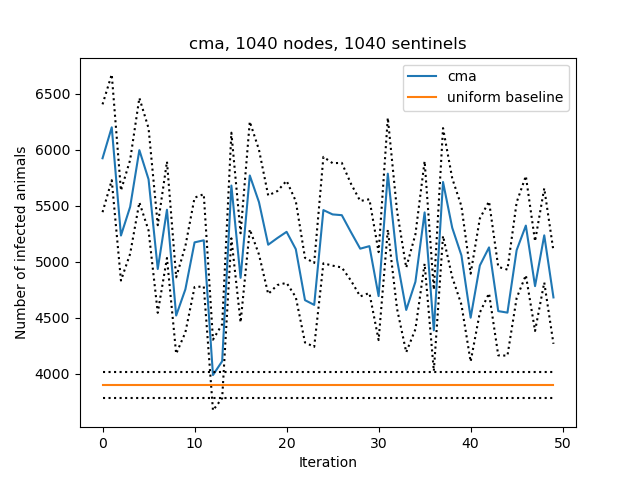 cma, 1040 nodes, 1040 sentinels
cma
uniform baseline
Number of infected animals
6500
6000
5500
5000
4500
4000
0 10 20 30 40 50
Iteration